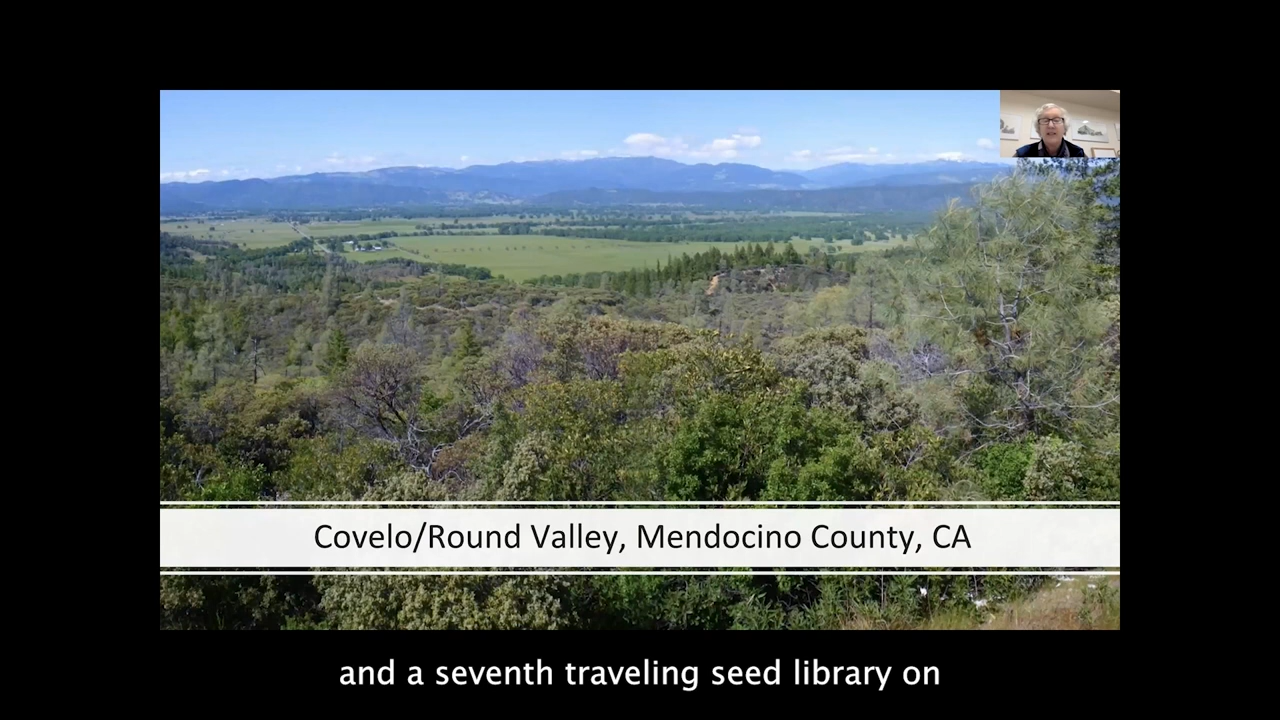 Covelo/Round Valley, Mendocino County, CA
and a seventh traveling seed library on